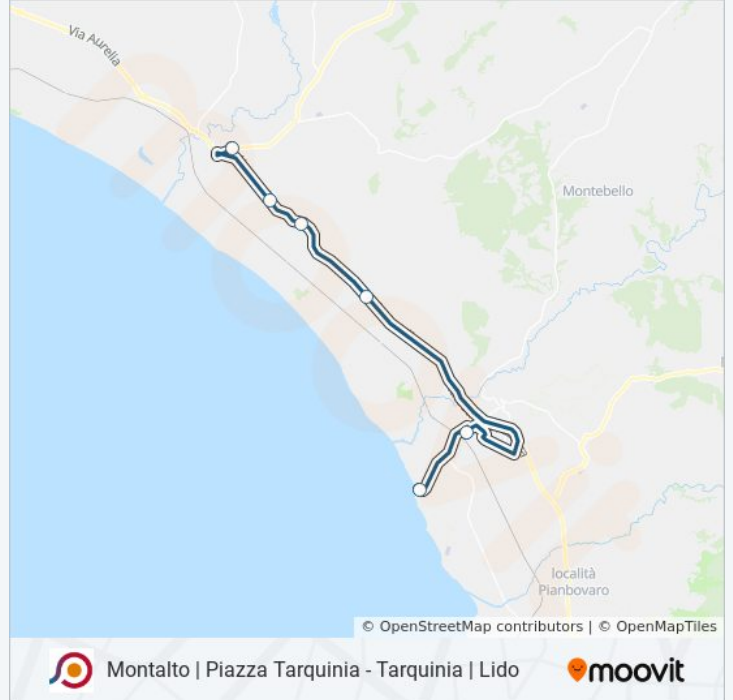 Via Aurelia
Montebello
località
Pianbovaro
© OpenStreetMap contributors | © OpenMapTiles
Montalto | Piazza Tarquinia - Tarquinia | Lido
moovit